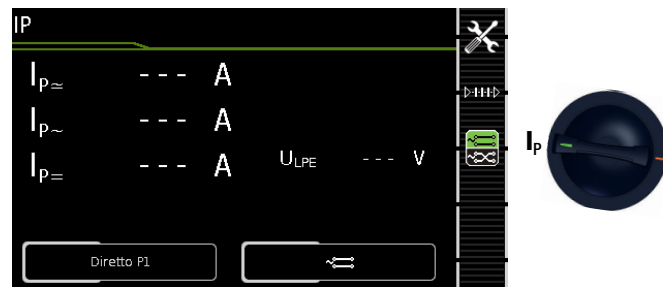 IP
IP≂ --- A
IP~ --- A
IP= --- A
ULPE --- V
Diretto P1
IP